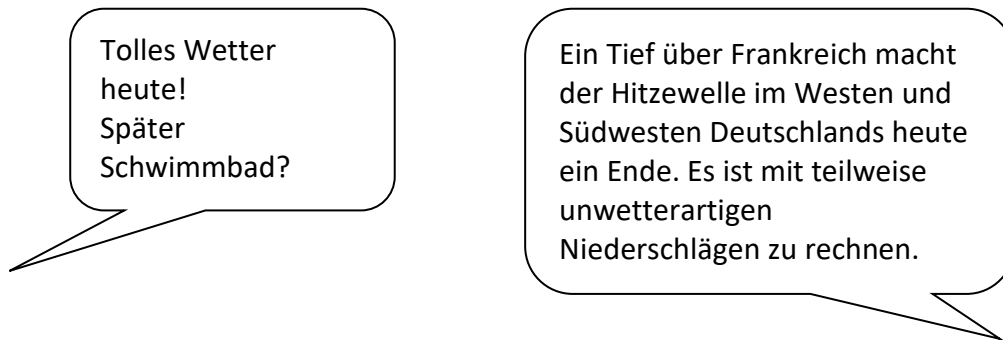 Tolles Wetter
heute!
Später
Schwimmbad?
Ein Tief über Frankreich macht
der Hitzewelle im Westen und
Südwesten Deutschlands heute
ein Ende. Es ist mit teilweise
unwetterartigen
Niederschlägen zu rechnen.